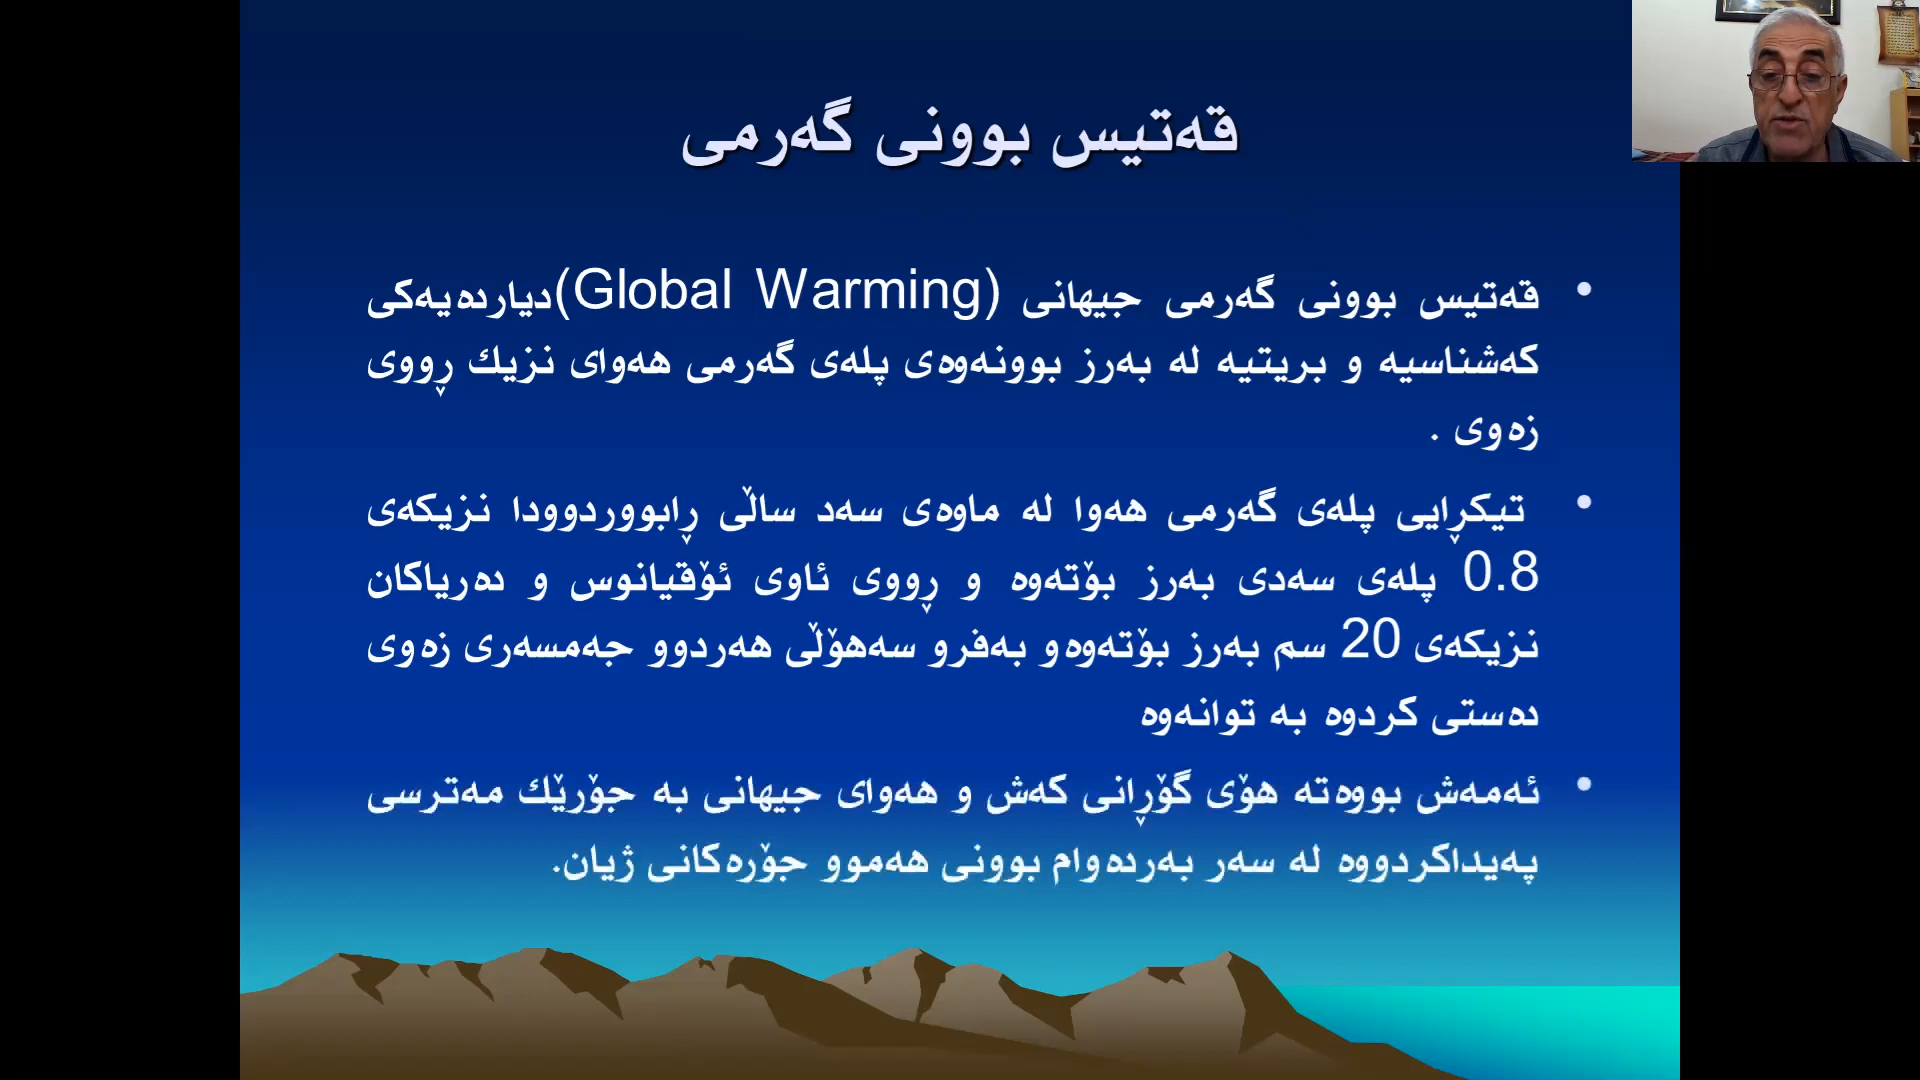 قەتیس بوونی گەرمی
• قەتیس بوونی گەرمی جیهانی (Global Warming)دیاردەیەکی
کەشناسیە و بریتیە لە بەرز بوونەوەی پلەی گەرمی هەوای نزیك ڕووی
زەوی .
• تیکڕایی پلەی گەرمی هەوا لە ماوەی سەد ساڵی ڕابووردوودا نزیکەی
0.8 پلەی سەدی بەرز بۆتەوە و ڕووی ئاوی ئۆقیانوس و دەریاکان
نزیکەی 20 سم بەرز بۆتەوەو بەفرو سەهۆڵی هەردوو جەمسەری زەوی
دەستی کردوە بە توانەوە
• ئەمەش بووەتە هۆی گۆڕانی کەش و هەوای جیهانی بە جۆرێك مەترسی
پەیداکردووە لە سەر بەردەوام بوونی هەموو جۆرەکانی ژیان.